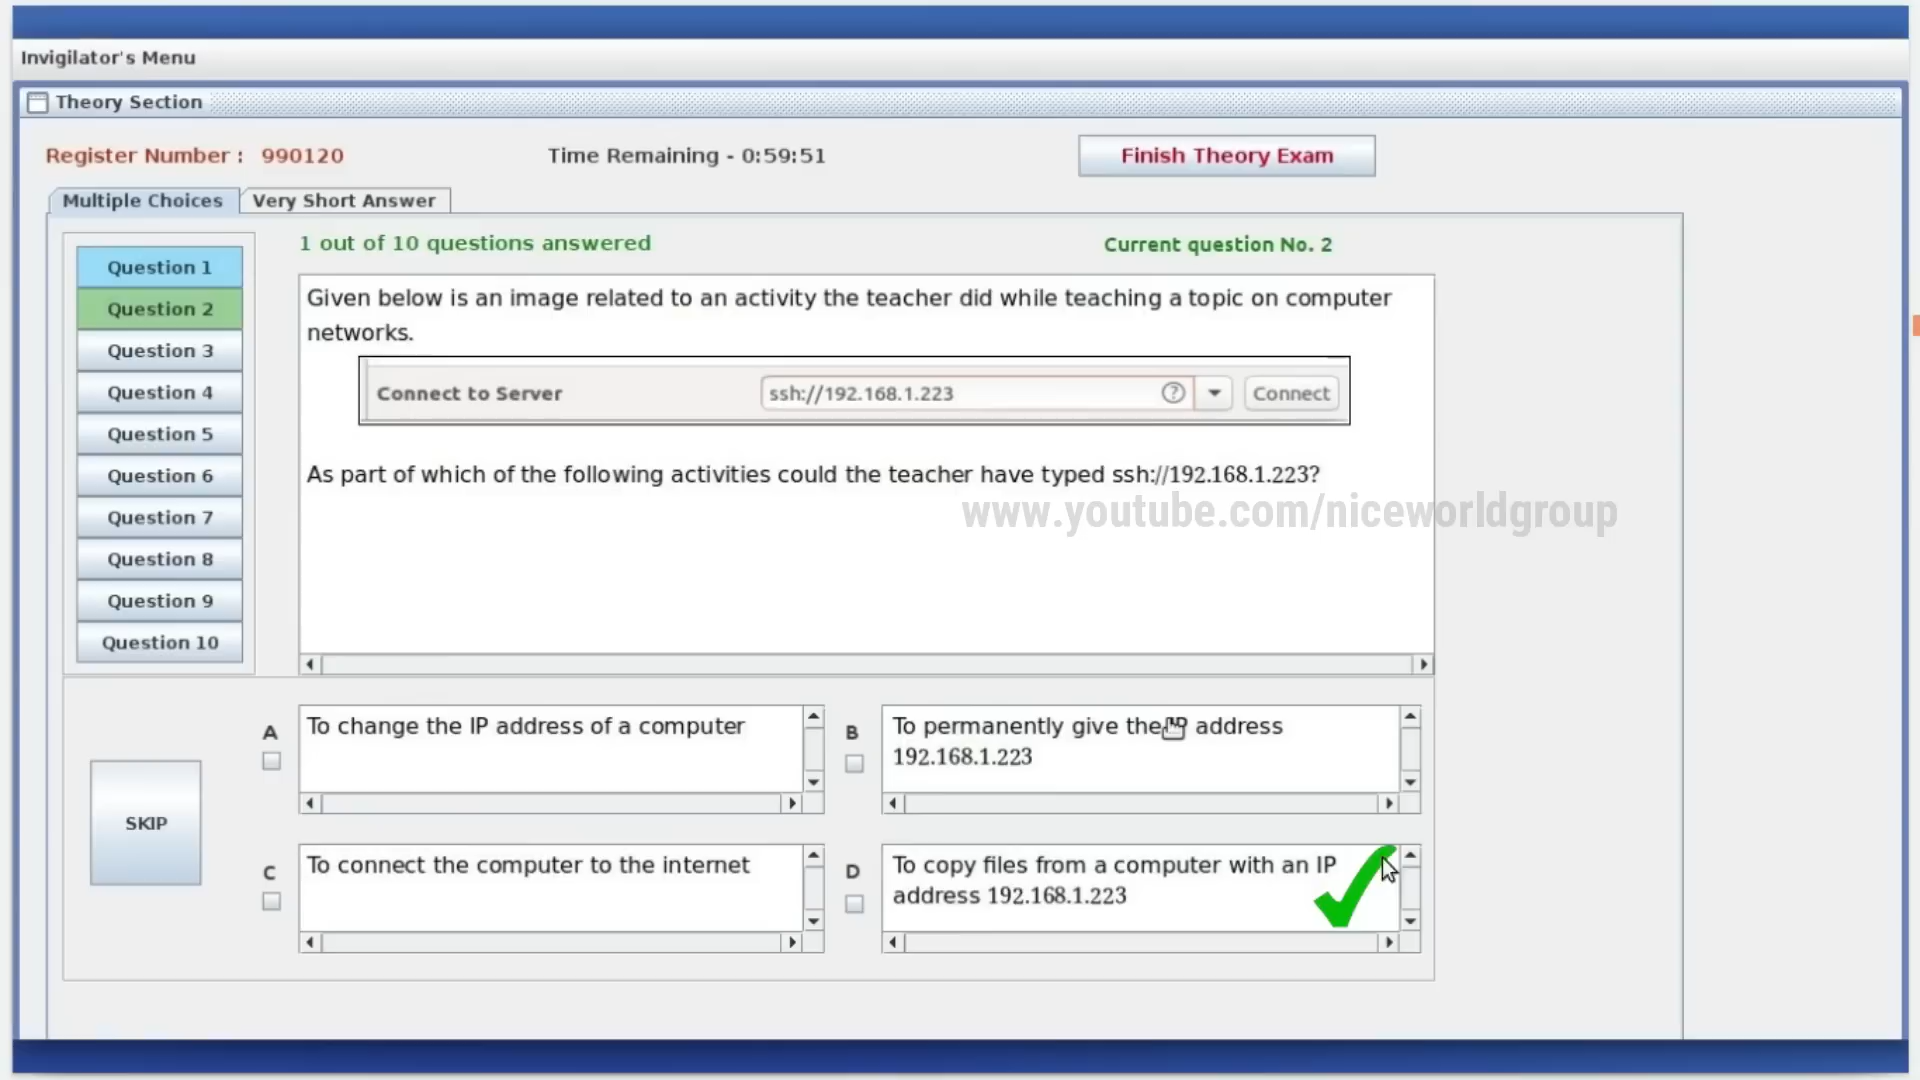 Invigilator's Menu
Theory Section
Register Number : 990120
Time Remaining - 0:59:51
Finish Theory Exam
Multiple Choices
Very Short Answer
1 out of 10 questions answered
Current question No. 2
Question 1
Question 2
Question 3
Question 4
Question 5
Question 6
Question 7
Question 8
Question 9
Question 10
Given below is an image related to an activity the teacher did while teaching a topic on computer
networks.
Connect to Server
ssh://192.168.1.223
?
Connect
As part of which of the following activities could the teacher have typed ssh://192.168.1.223?
www.youtube.com/niceworldgroup
SKIP
A
To change the IP address of a computer
B
To permanently give the IP address
192.168.1.223
C
To connect the computer to the internet
D
To copy files from a computer with an IP
address 192.168.1.223